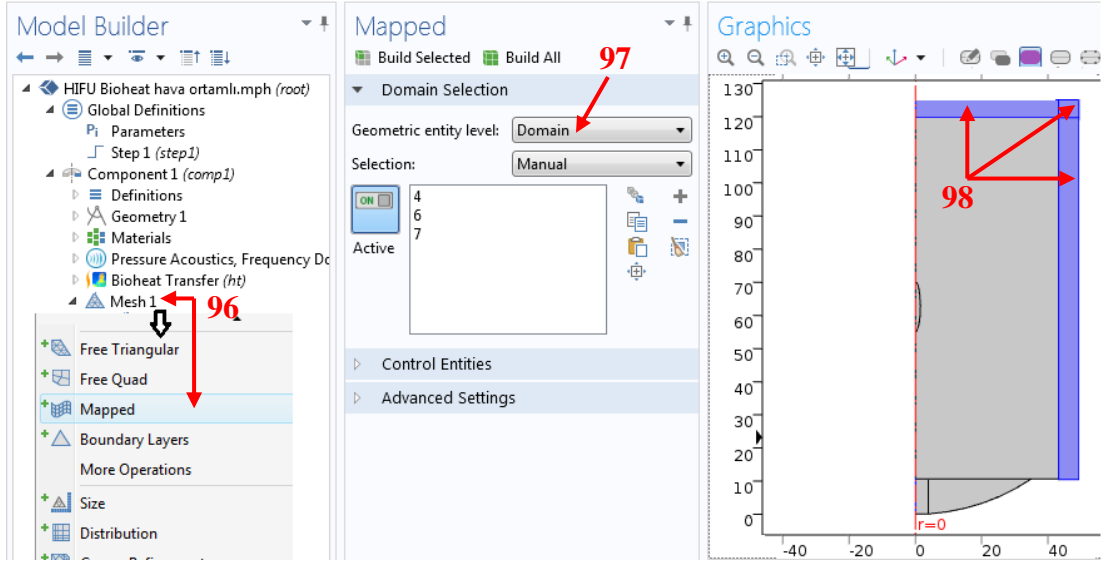 Model Builder
HIFU Bioheat hava ortamlı.mph (root)
Global Definitions
Pi Parameters
Step 1 (step1)
Component 1 (comp1)
Definitions
Geometry 1
Materials
Pressure Acoustics, Frequency Do
Bioheat Transfer (ht)
Mesh 1
96
Free Triangular
Free Quad
Mapped
Boundary Layers
More Operations
Size
Distribution
Mapped
Build Selected Build All
97
Domain Selection
Geometric entity level: Domain
Selection: Manual
ON
Active
4
6
7
Control Entities
Advanced Settings
Graphics
130
120
110
100
90
80
70
60
50
40
30
20
10
0
98
r=0
-40 -20 0 20 40